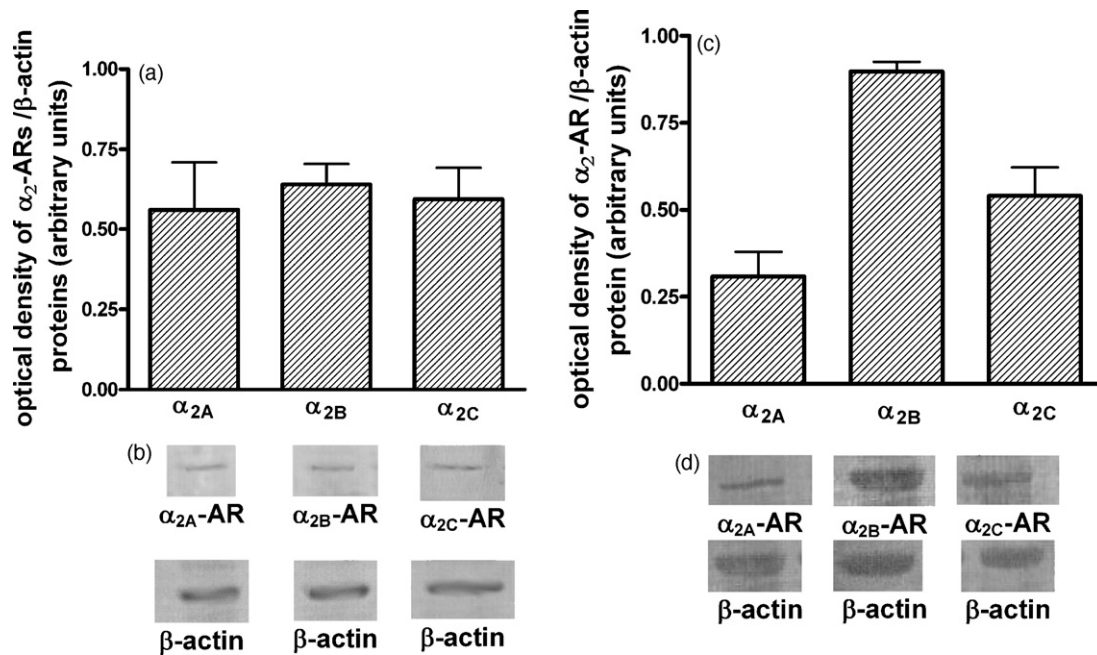 (a)
optical density of α₂-ARs /β-actin
proteins (arbitrary units)
1.00
0.75
0.50
0.25
0.00
α₂A
α₂B
α₂C
(b)
α₂A-AR
α₂B-AR
α₂C-AR
β-actin
β-actin
β-actin
(c)
optical density of α₂-AR /β-actin
protein (arbitrary units)
1.00
0.75
0.50
0.25
0.00
α₂A
α₂B
α₂C
(d)
α₂A-AR
α₂B-AR
α₂C-AR
β-actin
β-actin
β-actin